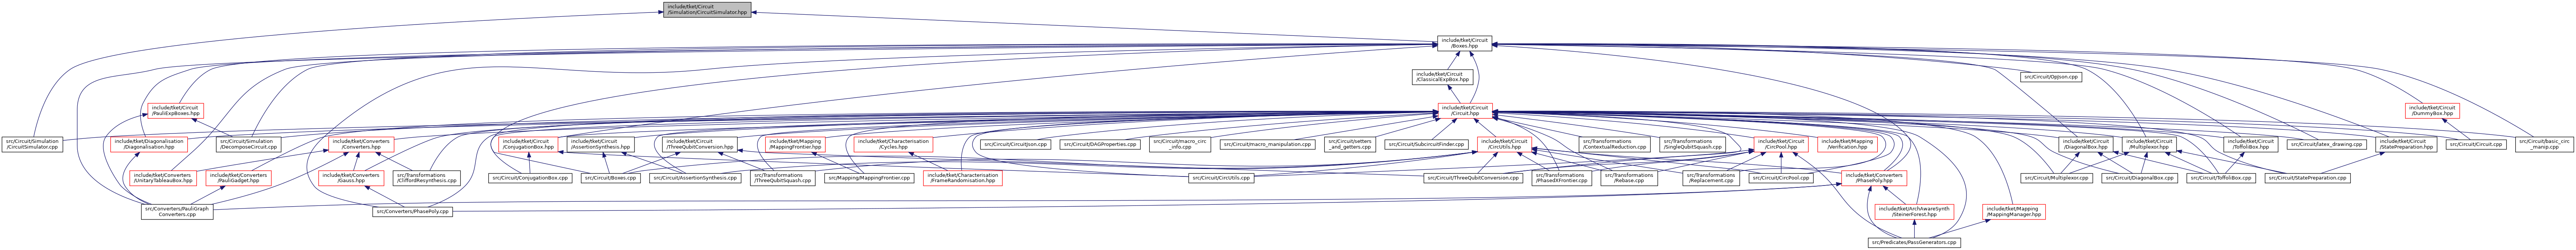 include/tket/Circuit
/Simulation/CircuitSimulator.hpp
include/tket/Circuit
/Boxes.hpp
include/tket/Circuit
/ClassicalExpBox.hpp
src/Circuit/OpJson.cpp
include/tket/Circuit
/PauliExpBoxes.hpp
include/tket/Circuit
/Circuit.hpp
include/tket/Circuit
/DummyBox.hpp
src/Circuit/Simulation
/CircuitSimulator.cpp
include/tket/Diagonalisation
/Diagonalisation.hpp
src/Circuit/Simulation
/DecomposeCircuit.cpp
include/tket/Converters
/Converters.hpp
include/tket/Circuit
/ConjugationBox.hpp
include/tket/Circuit
/AssertionSynthesis.hpp
include/tket/Circuit
/ThreeQubitConversion.hpp
include/tket/Mapping
/MappingFrontier.hpp
include/tket/Characterisation
/Cycles.hpp
src/Circuit/CircuitJson.cpp
src/Circuit/DAGProperties.cpp
src/Circuit/macro_circ
_info.cpp
src/Circuit/macro_manipulation.cpp
src/Circuit/setters
_and_getters.cpp
src/Circuit/SubcircuitFinder.cpp
include/tket/Circuit
/CircUtils.hpp
src/Transformations
/ContextualReduction.cpp
src/Transformations
/SingleQubitSquash.cpp
include/tket/Circuit
/CircPool.hpp
include/tket/Mapping
/Verification.hpp
include/tket/Circuit
/DiagonalBox.hpp
include/tket/Circuit
/Multiplexor.hpp
include/tket/Circuit
/ToffoliBox.hpp
src/Circuit/latex_drawing.cpp
include/tket/Circuit
/StatePreparation.hpp
src/Circuit/Circuit.cpp
src/Circuit/basic_circ
_manip.cpp
include/tket/Converters
/UnitaryTableauBox.hpp
include/tket/Converters
/PauliGadget.hpp
include/tket/Converters
/Gauss.hpp
src/Transformations
/CliffordResynthesis.cpp
src/Circuit/ConjugationBox.cpp
src/Circuit/Boxes.cpp
src/Circuit/AssertionSynthesis.cpp
src/Transformations
/ThreeQubitSquash.cpp
src/Mapping/MappingFrontier.cpp
include/tket/Characterisation
/FrameRandomisation.hpp
src/Circuit/CircUtils.cpp
src/Circuit/ThreeQubitConversion.cpp
src/Transformations
/PhasedXFrontier.cpp
src/Transformations
/Rebase.cpp
src/Transformations
/Replacement.cpp
src/Circuit/CircPool.cpp
include/tket/Converters
/PhasePoly.hpp
src/Circuit/Multiplexor.cpp
src/Circuit/DiagonalBox.cpp
src/Circuit/ToffoliBox.cpp
src/Circuit/StatePreparation.cpp
src/Converters/PauliGraph
Converters.cpp
src/Converters/PhasePoly.cpp
include/tket/ArchAwareSynth
/SteinerForest.hpp
include/tket/Mapping
/MappingManager.hpp
src/Predicates/PassGenerators.cpp